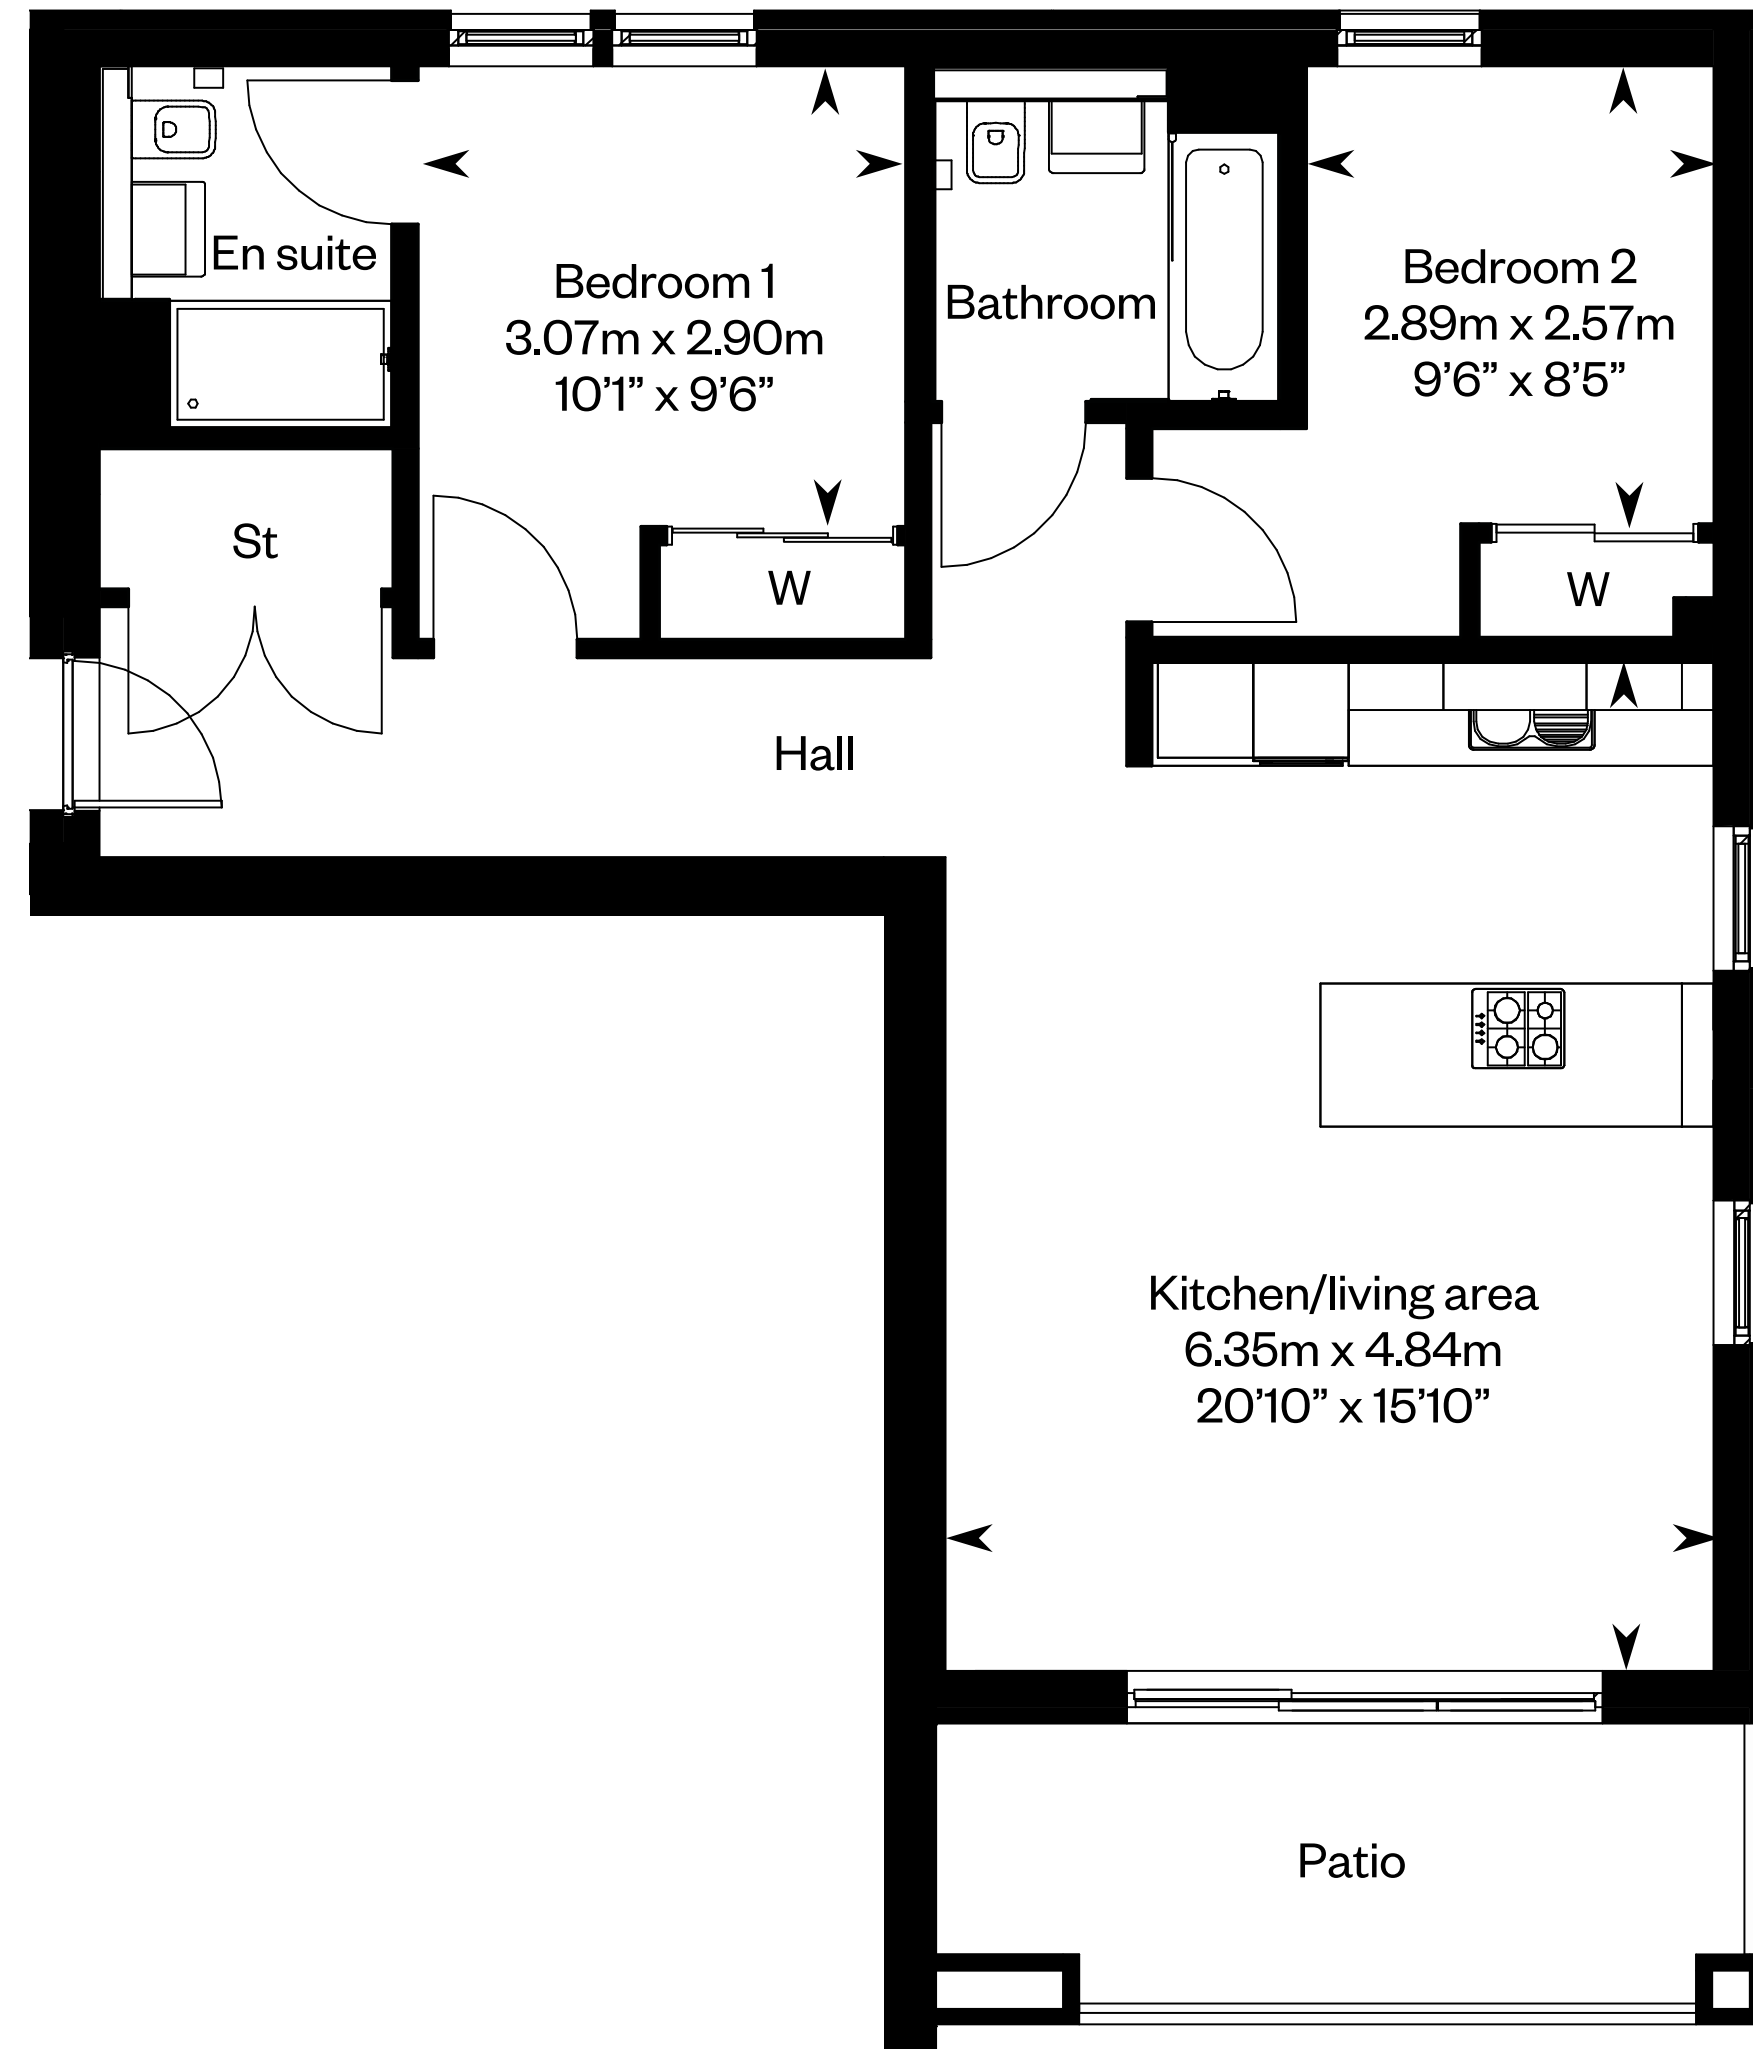 En suite
Bedroom 1
3.07m x 2.90m
10’1” x 9’6”
Bathroom
Bedroom 2
2.89m x 2.57m
9’6” x 8’5”
St
W
W
Hall
Kitchen/living area
6.35m x 4.84m
20’10” x 15’10”
Patio